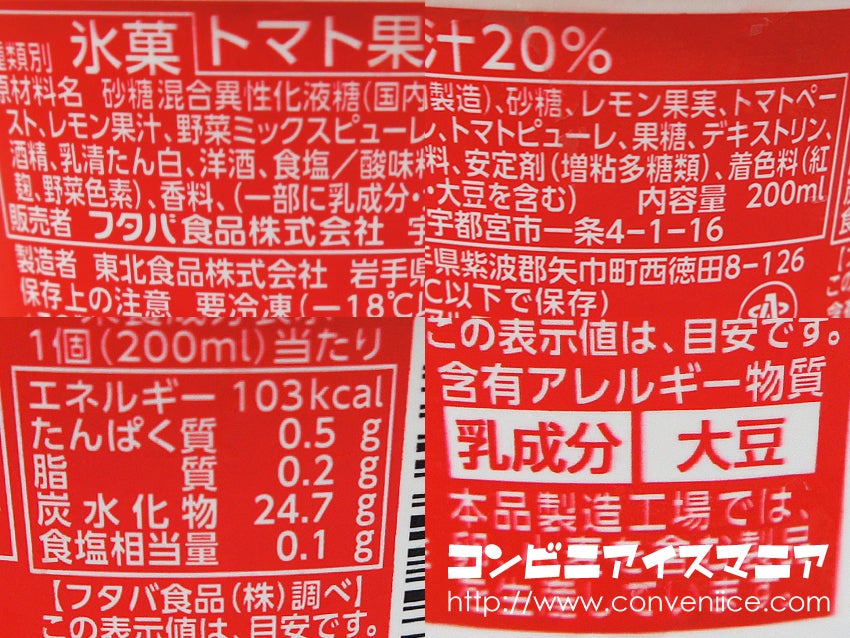 種類別 氷菓 トマト果汁20%
原材料名 砂糖混合異性化液糖(国内製造)、砂糖、レモン果実、トマトペー
スト、レモン果汁、野菜ミックスピューレ、トマトピューレ、果糖、デキストリン、
酒精、乳清たん白、洋酒、食塩／酸味料、安定剤(増粘多糖類)、着色料(紅
麹、野菜色素)、香料、(一部に乳成分・大豆を含む) 内容量 200ml
販売者 フタバ食品株式会社 宇都宮市一条4-1-16
製造者 東北食品株式会社 岩手県紫波郡矢巾町西徳田8-126
保存上の注意 要冷凍(-18℃以下で保存)
1個(200ml)当たり
エネルギー 103kcal
たんぱく質 0.5 g
脂質 0.2 g
炭水化物 24.7 g
食塩相当量 0.1 g
【フタバ食品(株)調べ】
この表示値は、目安です。
この表示値は、目安です。
含有アレルギー物質
乳成分 大豆
本品製造工場では、
コンビニアイスマニア
http://www.conveniice.com